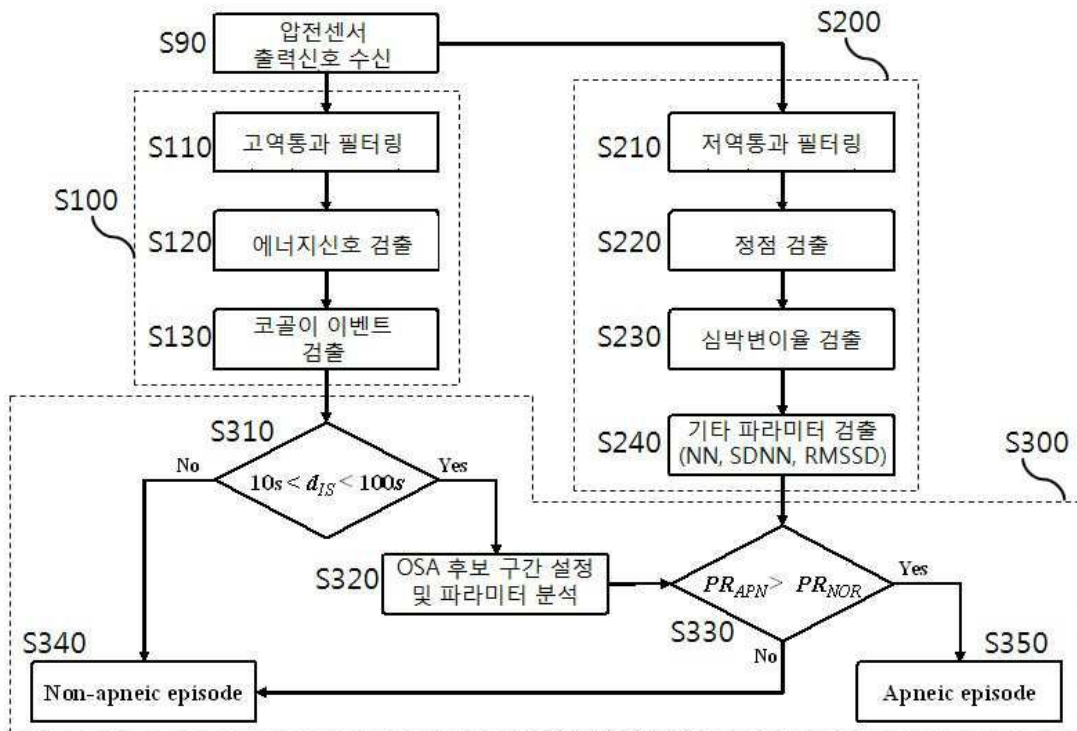 S90
압전센서
출력신호 수신
S200
S110
고역통과 필터링
S210
저역통과 필터링
S100
S120
에너지신호 검출
S220
정점 검출
S130
코골이 이벤트
검출
S230
심박변이율 검출
S240
기타 파라미터 검출
(NN, SDNN, RMSSD)
S310
No
10s < d_IS < 100s
Yes
S300
S320
OSA 후보 구간 설정
및 파라미터 분석
PR_APN > PR_NOR
Yes
S330
No
S340
Non-apneic episode
S350
Apneic episode